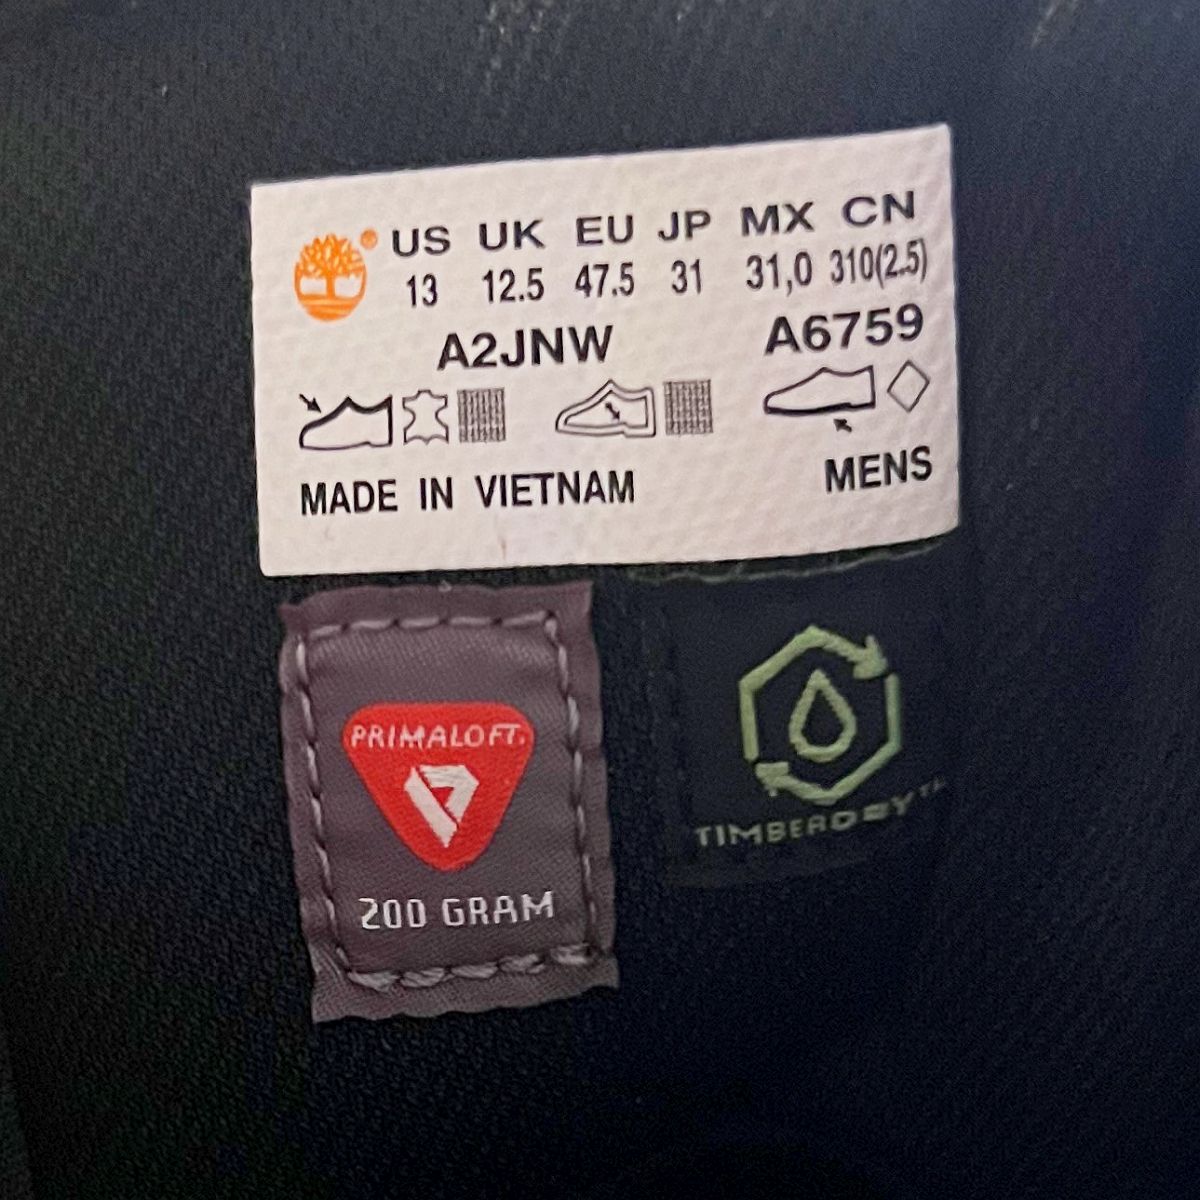 ® US UK EU JP MX CN
13 12.5 47.5 31 31,0 310(2.5)
A2JNW A6759
MADE IN VIETNAM MENS
PRIMALOFT.
200 GRAM
TIMBERDRY™